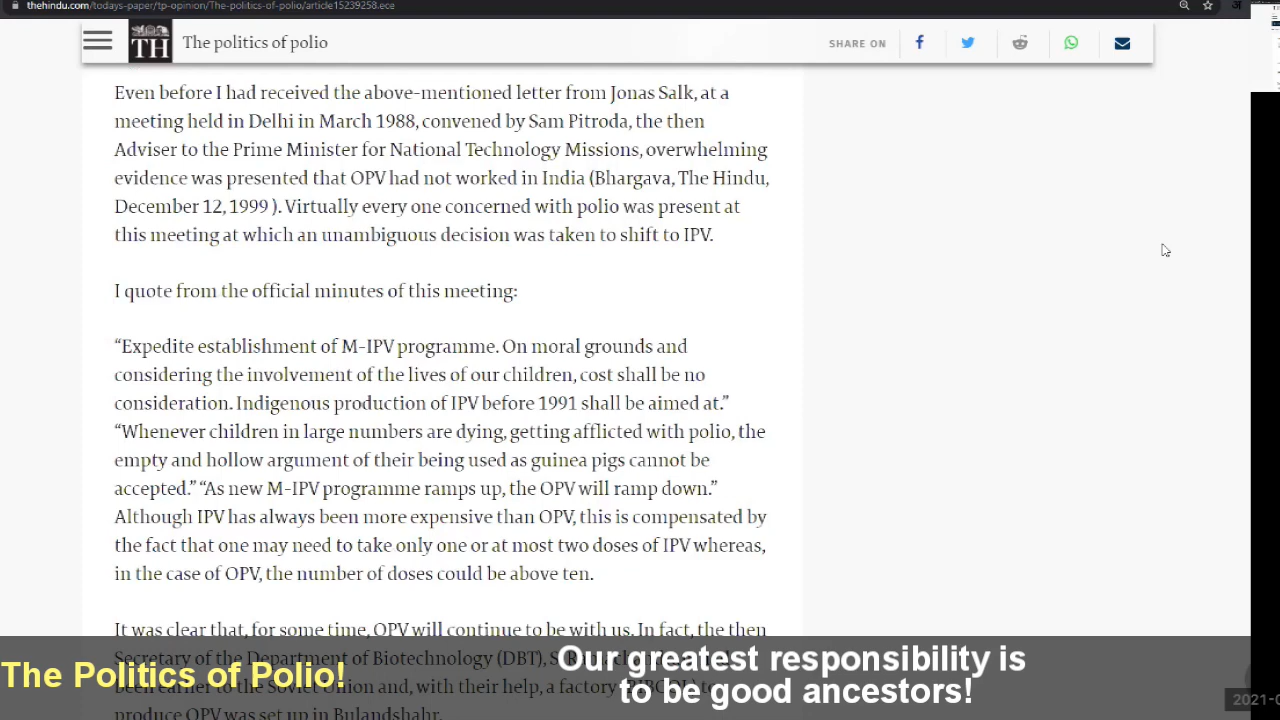 thehindu.com/todays-paper/tp-opinion/The-politics-of-polio/article15239258.ece
TH The politics of polio SHARE ON
Even before I had received the above-mentioned letter from Jonas Salk, at a
meeting held in Delhi in March 1988, convened by Sam Pitroda, the then
Adviser to the Prime Minister for National Technology Missions, overwhelming
evidence was presented that OPV had not worked in India (Bhargava, The Hindu,
December 12, 1999 ). Virtually every one concerned with polio was present at
this meeting at which an unambiguous decision was taken to shift to IPV.
I quote from the official minutes of this meeting:
“Expedite establishment of M-IPV programme. On moral grounds and
considering the involvement of the lives of our children, cost shall be no
consideration. Indigenous production of IPV before 1991 shall be aimed at.”
“Whenever children in large numbers are dying, getting afflicted with polio, the
empty and hollow argument of their being used as guinea pigs cannot be
accepted.” “As new M-IPV programme ramps up, the OPV will ramp down.”
Although IPV has always been more expensive than OPV, this is compensated by
the fact that one may need to take only one or at most two doses of IPV whereas,
in the case of OPV, the number of doses could be above ten.
It was clear that, for some time, OPV will continue to be with us. In fact, the then
Secretary of the Department of Biotechnology (DBT),
been earlier to the Soviet Union and, with their help, a factory
produce OPV was set up in Bulandshahr.
The Politics of Polio!
Our greatest responsibility is
to be good ancestors!
2021-0